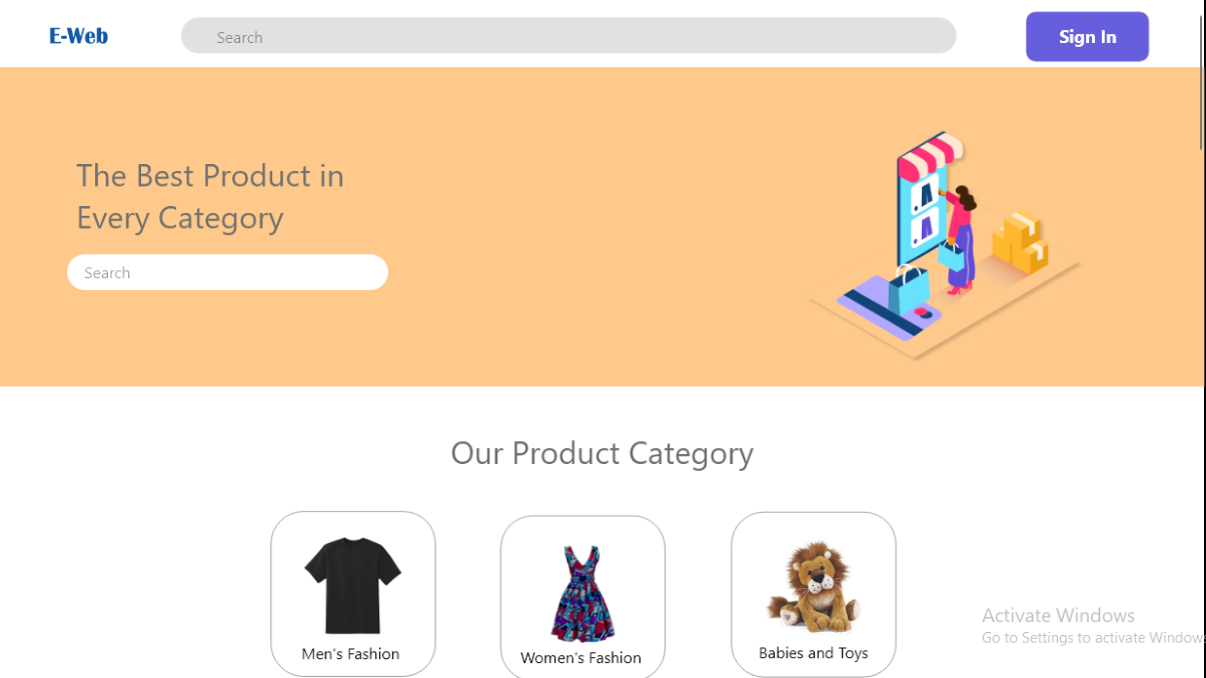 E-Web
Search
Sign In
The Best Product in
Every Category
Search
Our Product Category
Men's Fashion
Women's Fashion
Babies and Toys
Activate Windows
Go to Settings to activate Windows